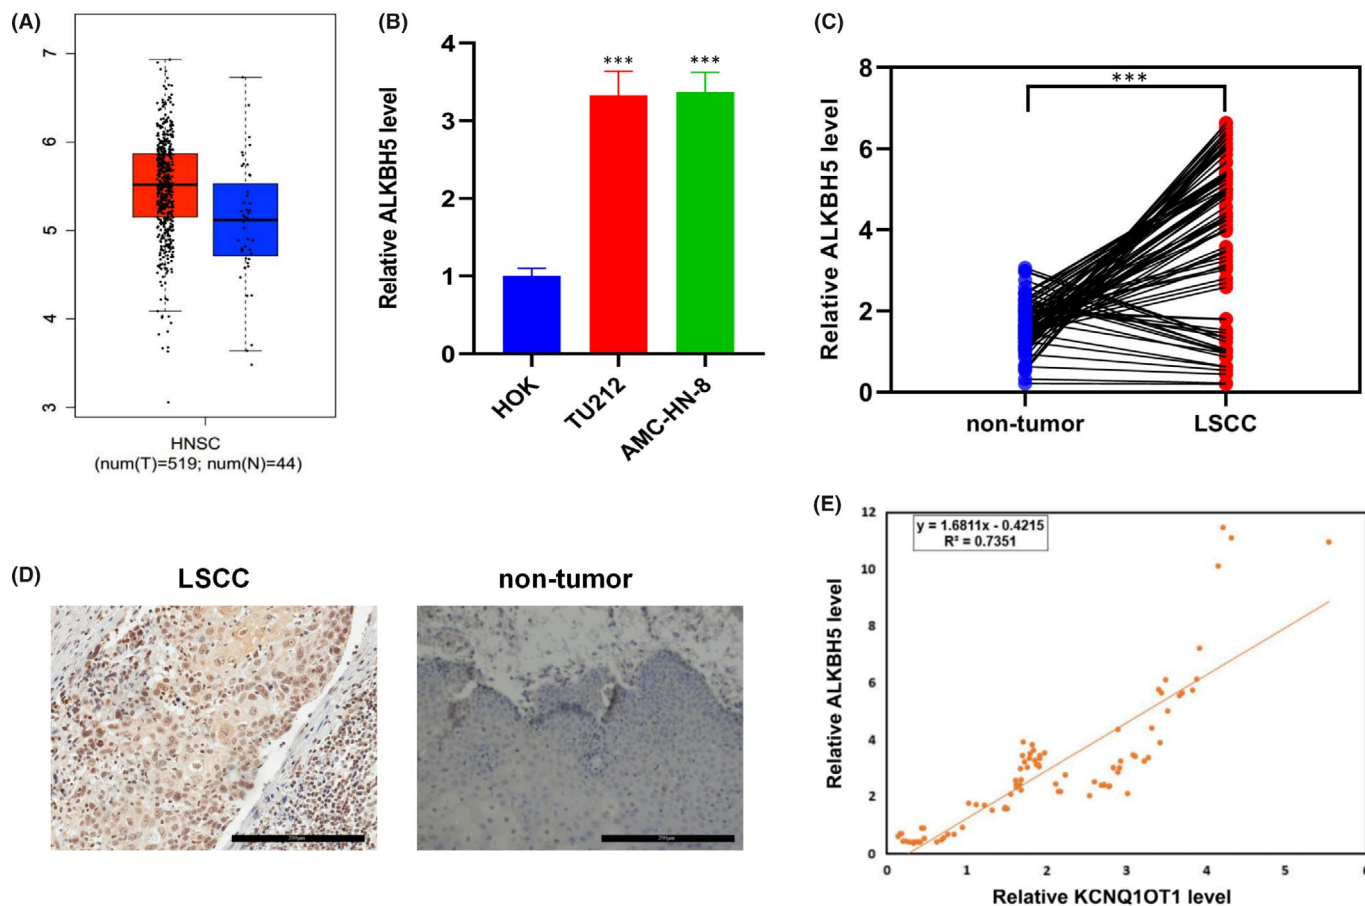 (A)
7
6
5
4
3
HNSC
(num(T)=519; num(N)=44)
(B)
Relative ALKBH5 level
4
3
2
1
0
***
***
HOK
TU212
AMC-HN-8
(C)
Relative ALKBH5 level
8
6
4
2
0
***
non-tumor
LSCC
(D)
LSCC
non-tumor
200μm
200μm
(E)
Relative ALKBH5 level
12
10
8
6
4
2
0
y = 1.6811x - 0.4215
R² = 0.7351
0
1
2
3
4
5
6
Relative KCNQ1OT1 level